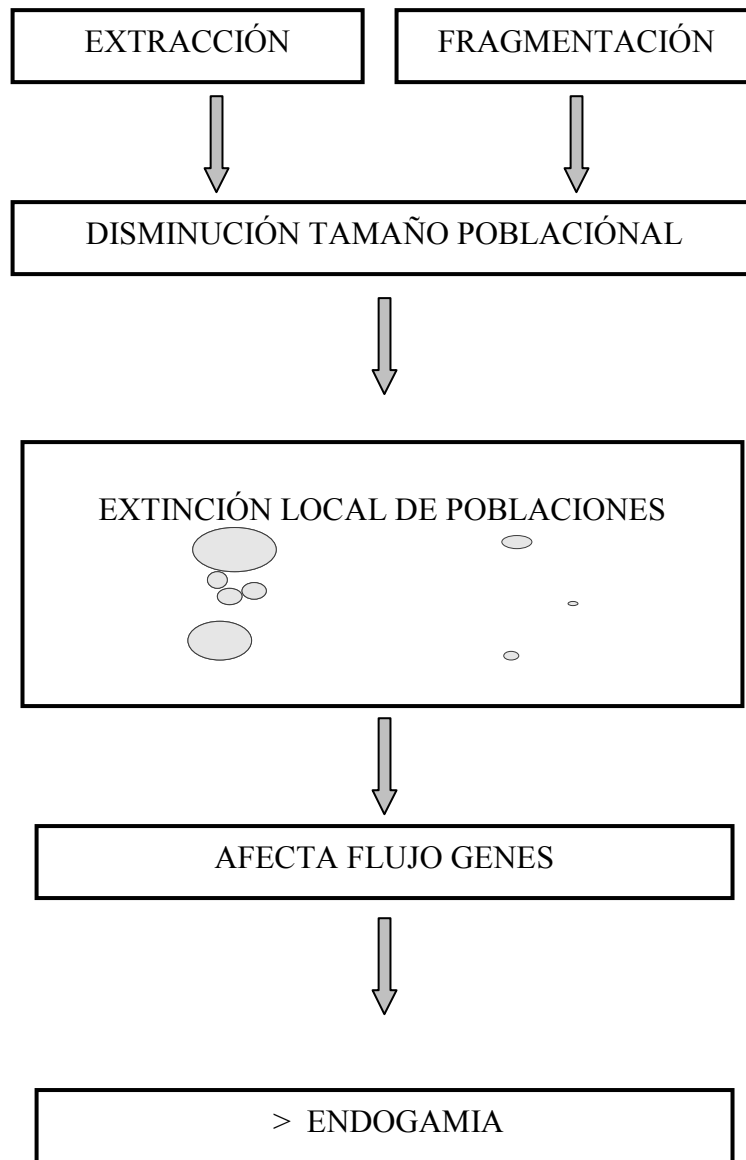 EXTRACCIÓN
FRAGMENTACIÓN
DISMINUCIÓN TAMAÑO POBLACIÓNAL
EXTINCIÓN LOCAL DE POBLACIONES
AFECTA FLUJO GENES
> ENDOGAMIA